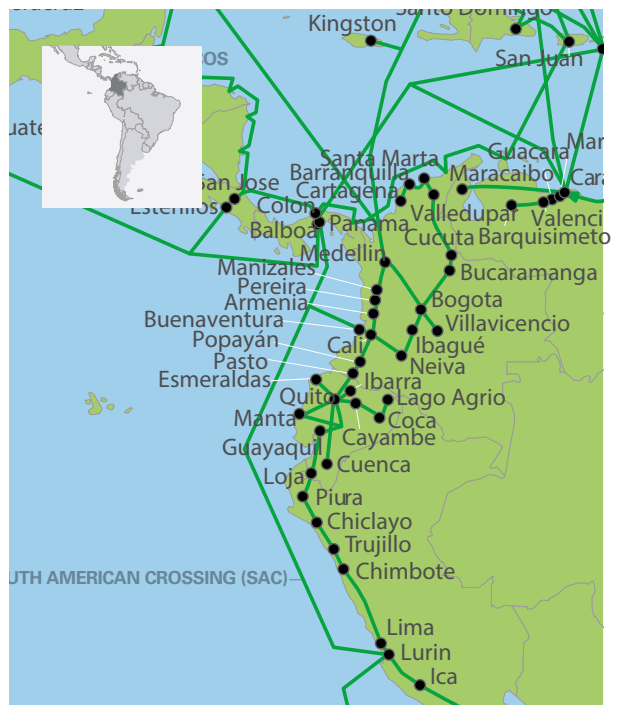 Kingston
Santo Domingo
San Juan
Guacara
Santa Marta
Barranquilla
Maracaibo
Cartagena
San Jose
Esterillos
Colon
Balboa
Panama
Valledupar
Valenci
Cucuta
Barquisimeto
Medellin
Manizales
Bucaramanga
Pereira
Armenia
Bogota
Buenaventura
Villavicencio
Popayán
Cali
Ibagué
Pasto
Neiva
Esmeraldas
Ibarra
Quito
Lago Agrio
Manta
Coca
Cayambe
Guayaquil
Cuenca
Loja
Piura
Chiclayo
Trujillo
UTH AMERICAN CROSSING (SAC)
Chimbote
Lima
Lurin
Ica